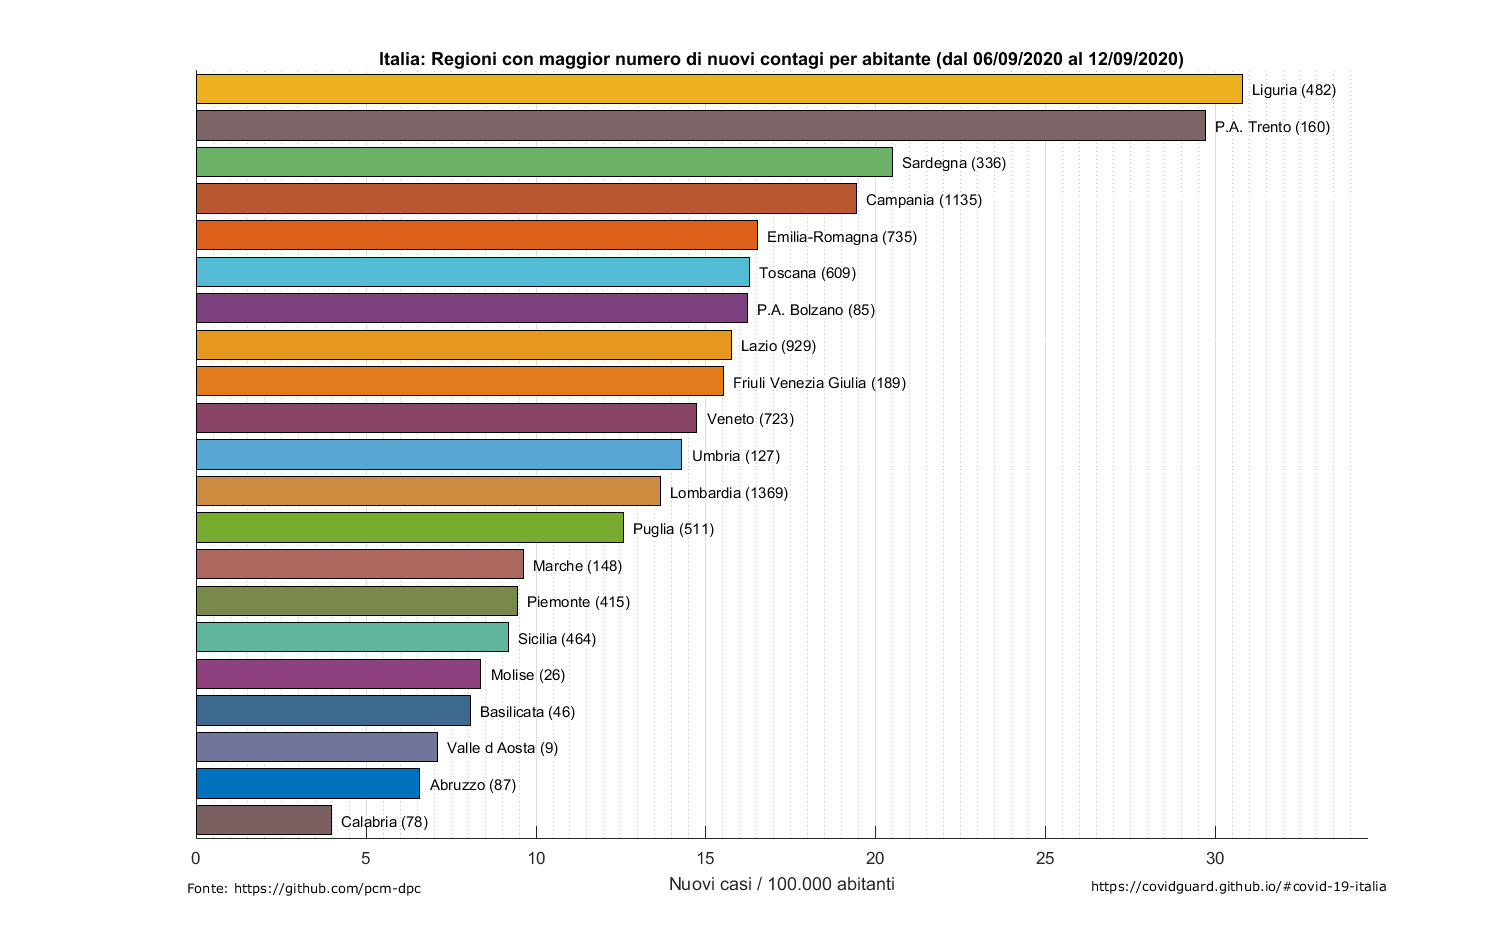 Italia: Regioni con maggior numero di nuovi contagi per abitante (dal 06/09/2020 al 12/09/2020)
Liguria (482)
P.A. Trento (160)
Sardegna (336)
Campania (1135)
Emilia-Romagna (735)
Toscana (609)
P.A. Bolzano (85)
Lazio (929)
Friuli Venezia Giulia (189)
Veneto (723)
Umbria (127)
Lombardia (1369)
Puglia (511)
Marche (148)
Piemonte (415)
Sicilia (464)
Molise (26)
Basilicata (46)
Valle d Aosta (9)
Abruzzo (87)
Calabria (78)
0 5 10 15 20 25 30
Nuovi casi / 100.000 abitanti
Fonte: https://github.com/pcm-dpc
https://covidguard.github.io/#covid-19-italia